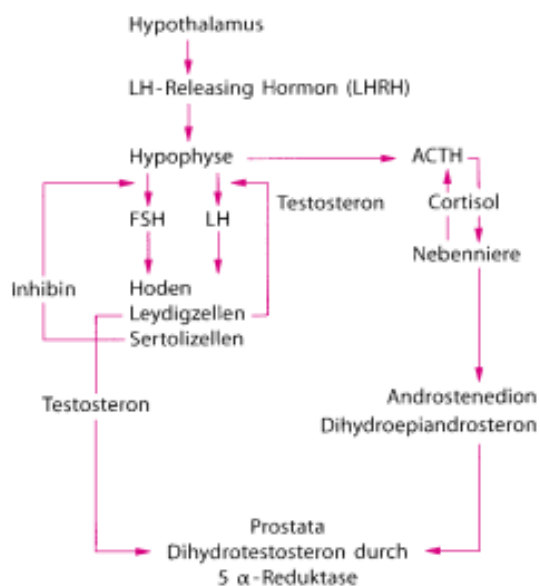 Hypothalamus
LH-Releasing Hormon (LHRH)
Hypophyse
ACTH
Testosteron
Cortisol
FSH
LH
Nebenniere
Inhibin
Hoden
Leydigzellen
Sertolizellen
Testosteron
Androstenedion
Dihydroepiandrosteron
Prostata
Dihydrotestosteron durch
5 α-Reduktase